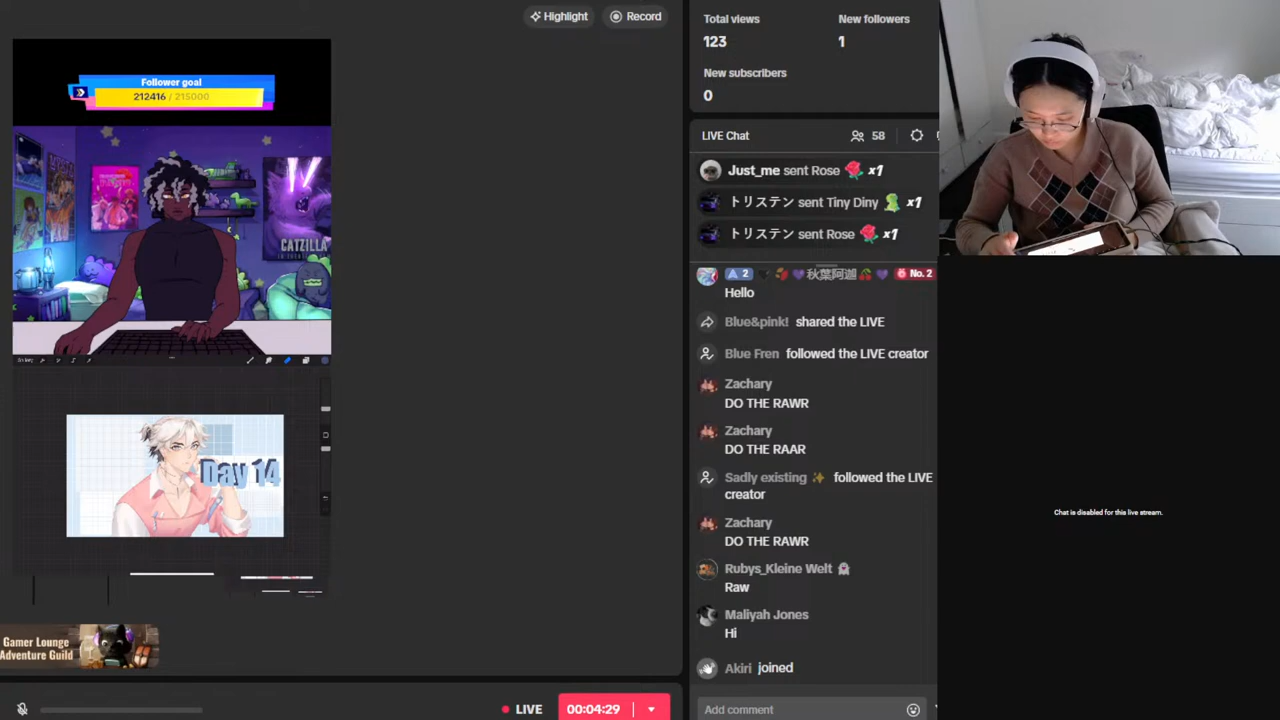 Highlight
Record
Follower goal
212416 / 215000
CATZILLA
Day 14
Gamer Lounge
Adventure Guild
LIVE
00:04:29
Total views
123
New followers
1
New subscribers
0
LIVE Chat
58
Just_me sent Rose x1
トリステン sent Tiny Diny x1
トリステン sent Rose x1
2 秋葉阿迦 No. 2
Hello
Blue&pink! shared the LIVE
Blue Fren followed the LIVE creator
Zachary
DO THE RAWR
Zachary
DO THE RAAR
Sadly existing ✨ followed the LIVE
creator
Zachary
DO THE RAWR
Rubys_Kleine Welt
Raw
Maliyah Jones
Hi
Akiri joined
Add comment
Chat is disabled for this live stream.